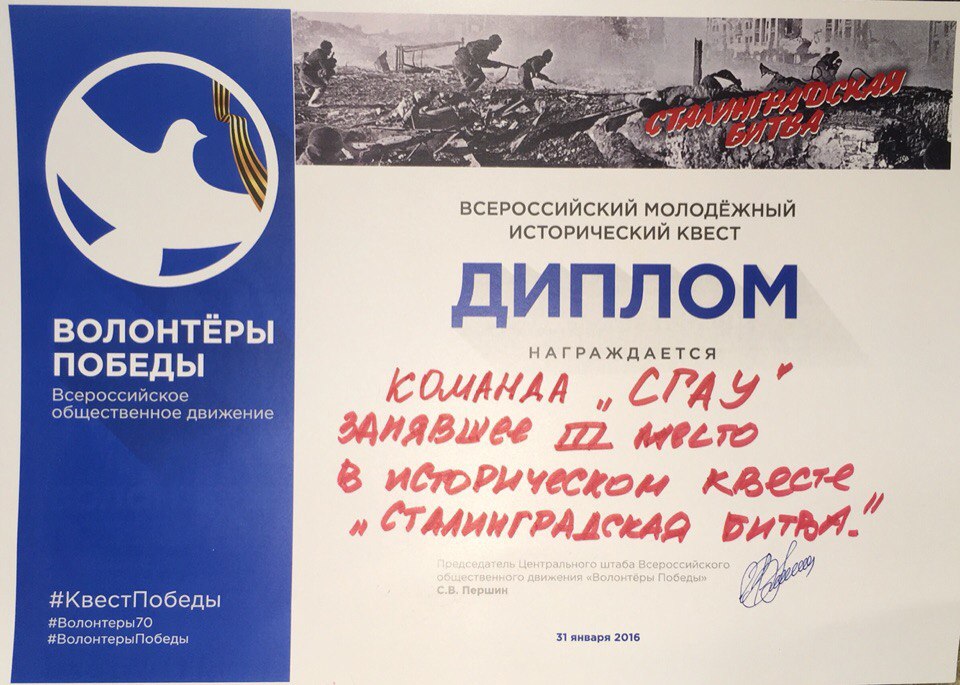 СТАЛИНГРАДСКАЯ
БИТВА
ВСЕРОССИЙСКИЙ МОЛОДЁЖНЫЙ
ИСТОРИЧЕСКИЙ КВЕСТ
ДИПЛОМ
НАГРАЖДАЕТСЯ
КОМАНДА „СГАУ"
ЗАНЯВШЕЕ III МЕСТО
В ИСТОРИЧЕСКОМ КВЕСТЕ
„СТАЛИНГРАДСКАЯ БИТВА."
Председатель Центрального штаба Всероссийского
общественного движения «Волонтёры Победы»
С.В. Першин
31 января 2016
ВОЛОНТЁРЫ
ПОБЕДЫ
Всероссийское
общественное движение
#КвестПобеды
#Волонтеры70
#ВолонтерыПобеды